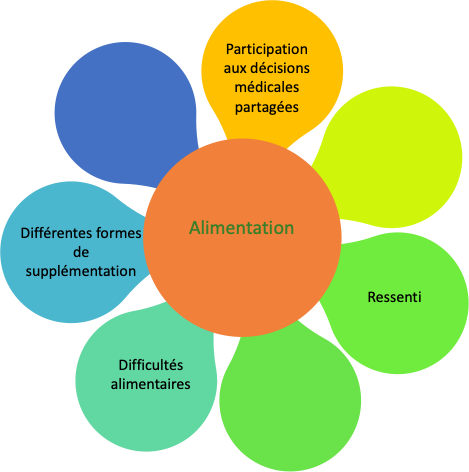 Participation
aux décisions
médicales
partagées
Alimentation
Différentes formes
de
supplémentation
Ressenti
Difficultés
alimentaires